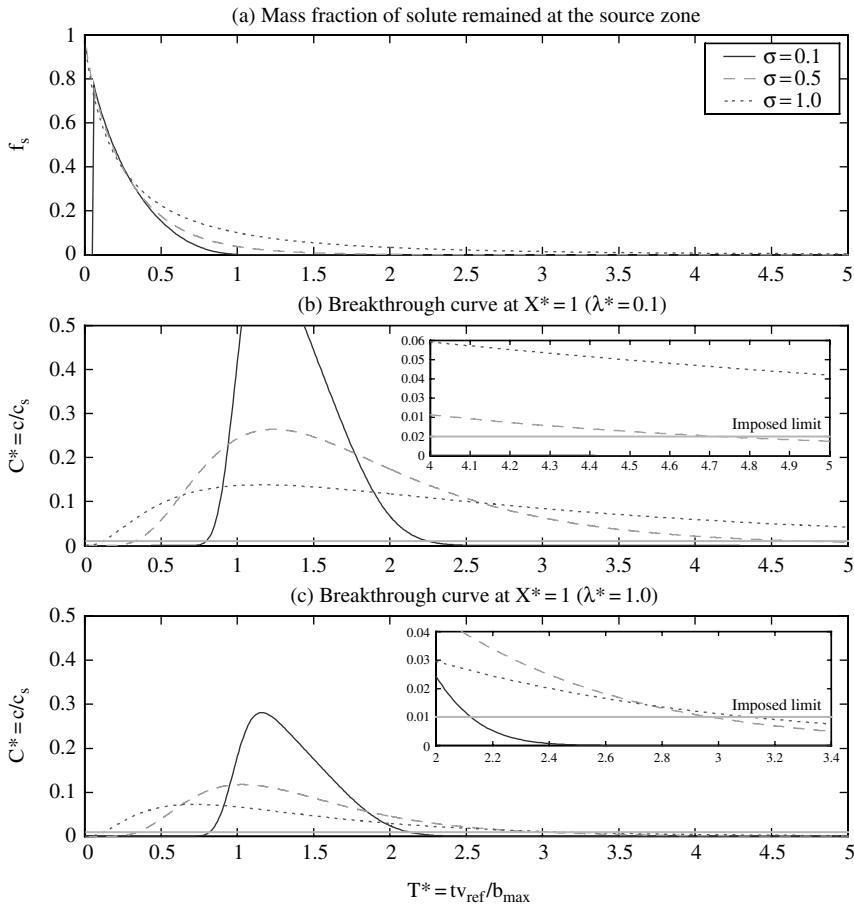 (a) Mass fraction of solute remained at the source zone
1
0.8
0.6
0.4
0.2
0
f_s
σ=0.1
σ=0.5
σ=1.0
0 0.5 1 1.5 2 2.5 3 3.5 4 4.5 5
(b) Breakthrough curve at X* = 1 (λ* = 0.1)
0.5
0.4
0.3
0.2
0.1
0
C* = c/c_s
0.06
0.05
0.05
0.01
0.02
0
Imposed limit
4 4.1 4.2 4.3 4.4 4.5 4.6 4.7 4.8 4.9 5
0 0.5 1 1.5 2 2.5 3 3.5 4 4.5 5
(c) Breakthrough curve at X* = 1 (λ* = 1.0)
0.5
0.4
0.3
0.2
0.1
0
C* = c/c_s
0.04
0.03
0.02
0.01
0
Imposed limit
2 2.2 2.4 2.6 2.8 3 3.2 3.4
0 0.5 1 1.5 2 2.5 3 3.5 4 4.5 5
T* = tv_ref/b_max